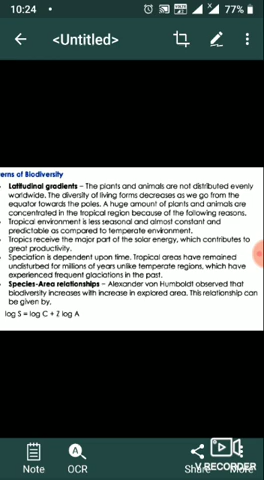 10:24
77%
<Untitled>
erns of Biodiversity
Latitudinal gradients – The plants and animals are not distributed evenly
worldwide. The diversity of living forms decreases as we go from the
equator towards the poles. A huge amount of plants and animals are
concentrated in the tropical region because of the following reasons.
Tropical environment is less seasonal and almost constant and
predictable as compared to temperate environment.
Tropics receive the major part of the solar energy, which contributes to
great productivity.
Speciation is dependent upon time. Tropical areas have remained
undisturbed for millions of years unlike temperate regions, which have
experienced frequent glaciations in the past.
Species-Area relationships – Alexander von Humboldt observed that
biodiversity increases with increase in explored area. This relationship can
be given by,
log S = log C + Z log A
Note
OCR
Share
More
V.RECORDER